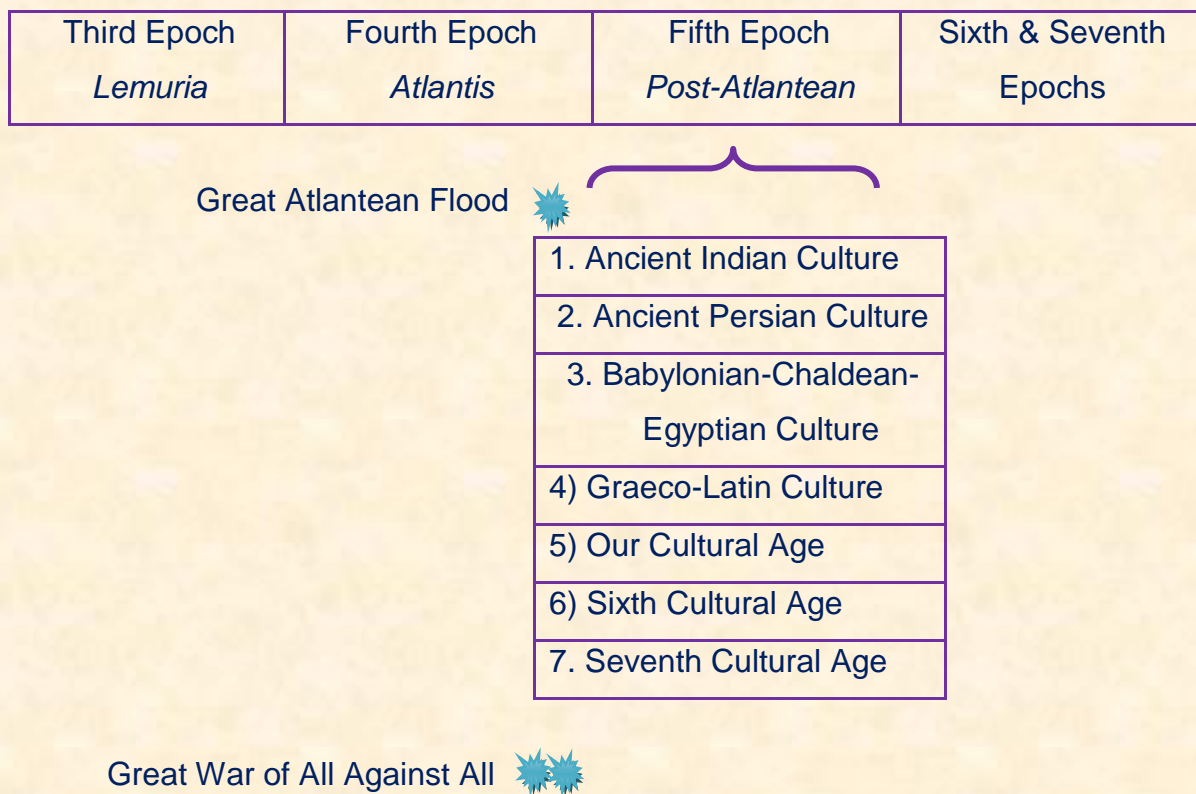 Third Epoch
Lemuria
Fourth Epoch
Atlantis
Fifth Epoch
Post-Atlantean
Sixth & Seventh
Epochs
Great Atlantean Flood
1. Ancient Indian Culture
2. Ancient Persian Culture
3. Babylonian-Chaldean-
Egyptian Culture
4) Graeco-Latin Culture
5) Our Cultural Age
6) Sixth Cultural Age
7. Seventh Cultural Age
Great War of All Against All